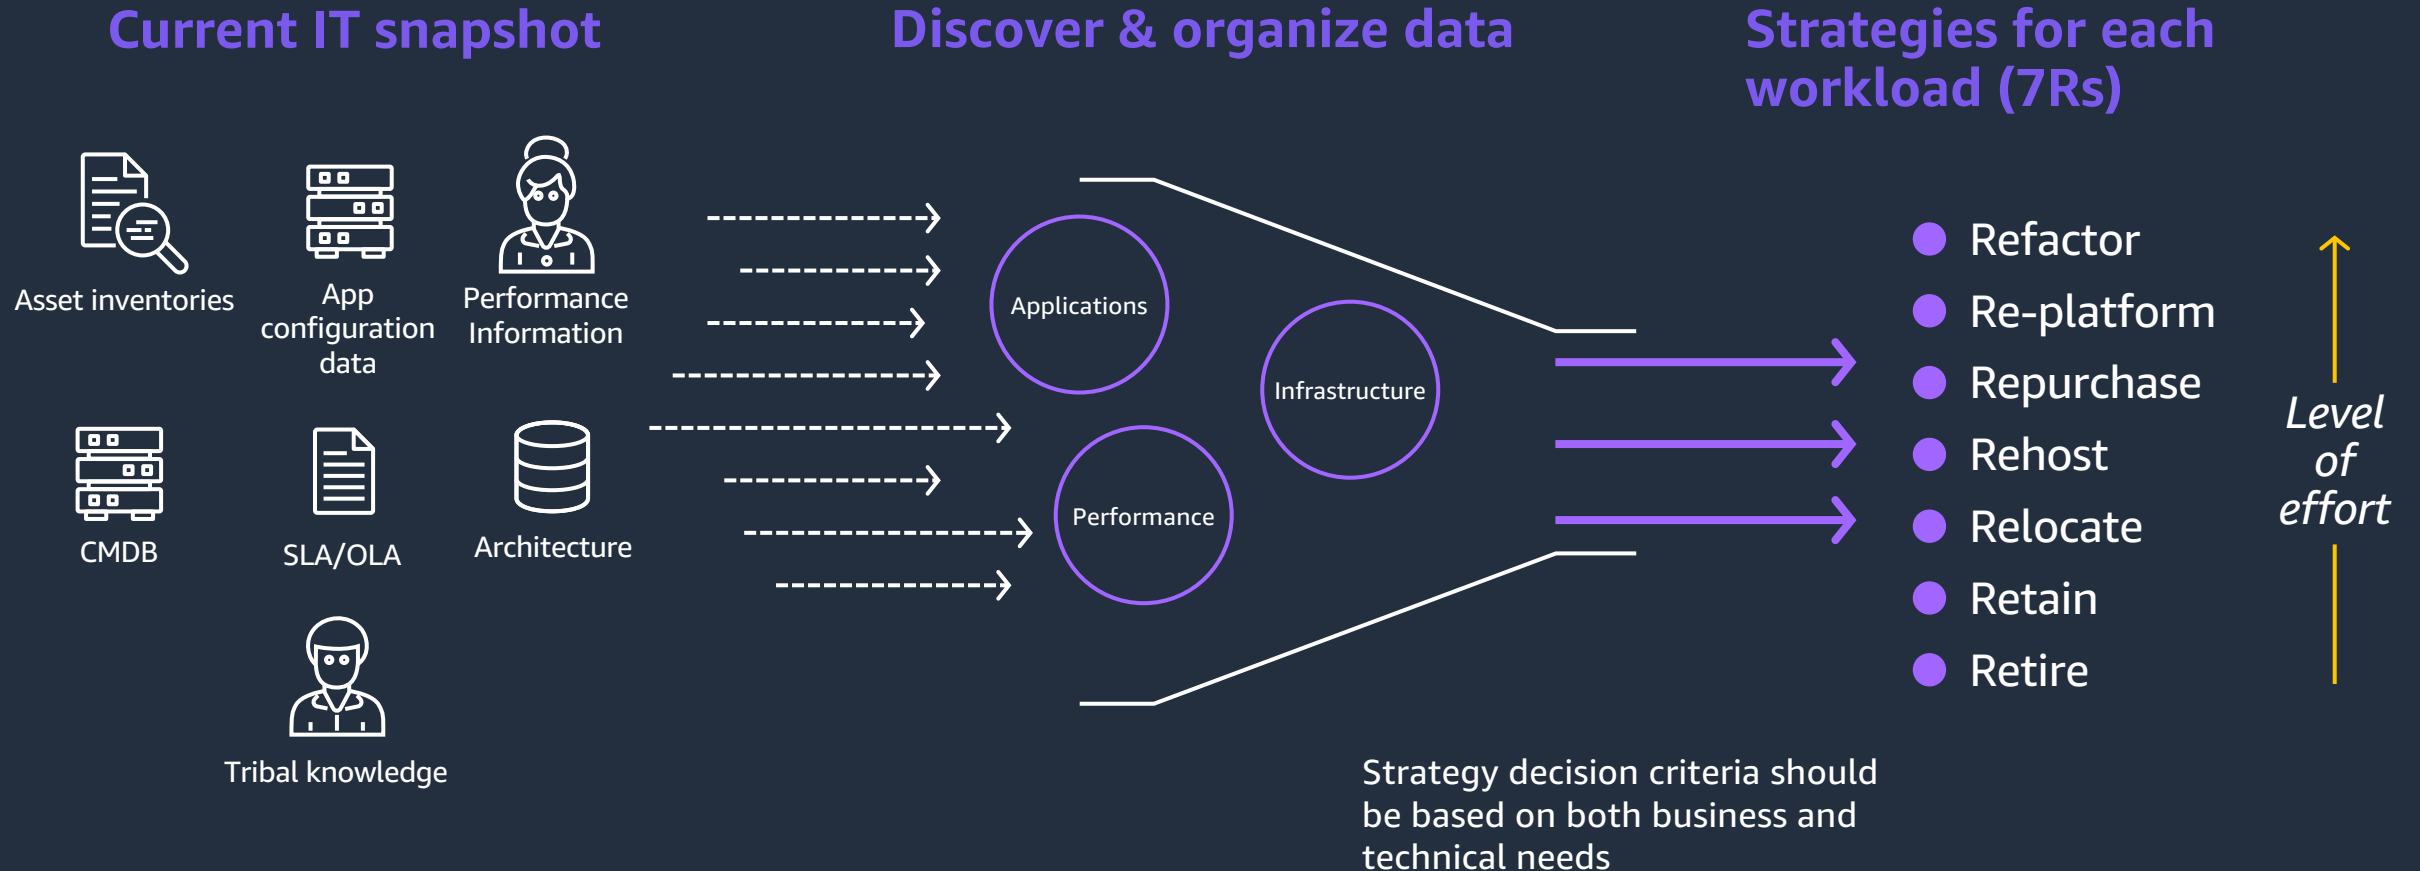 Current IT snapshot
Discover & organize data
Strategies for each
workload (7Rs)
Asset inventories
App
configuration
data
Performance
Information
CMDB
SLA/OLA
Architecture
Tribal knowledge
Applications
Infrastructure
Performance
Refactor
Re-platform
Repurchase
Rehost
Relocate
Retain
Retire
Level
of
effort
Strategy decision criteria should
be based on both business and
technical needs